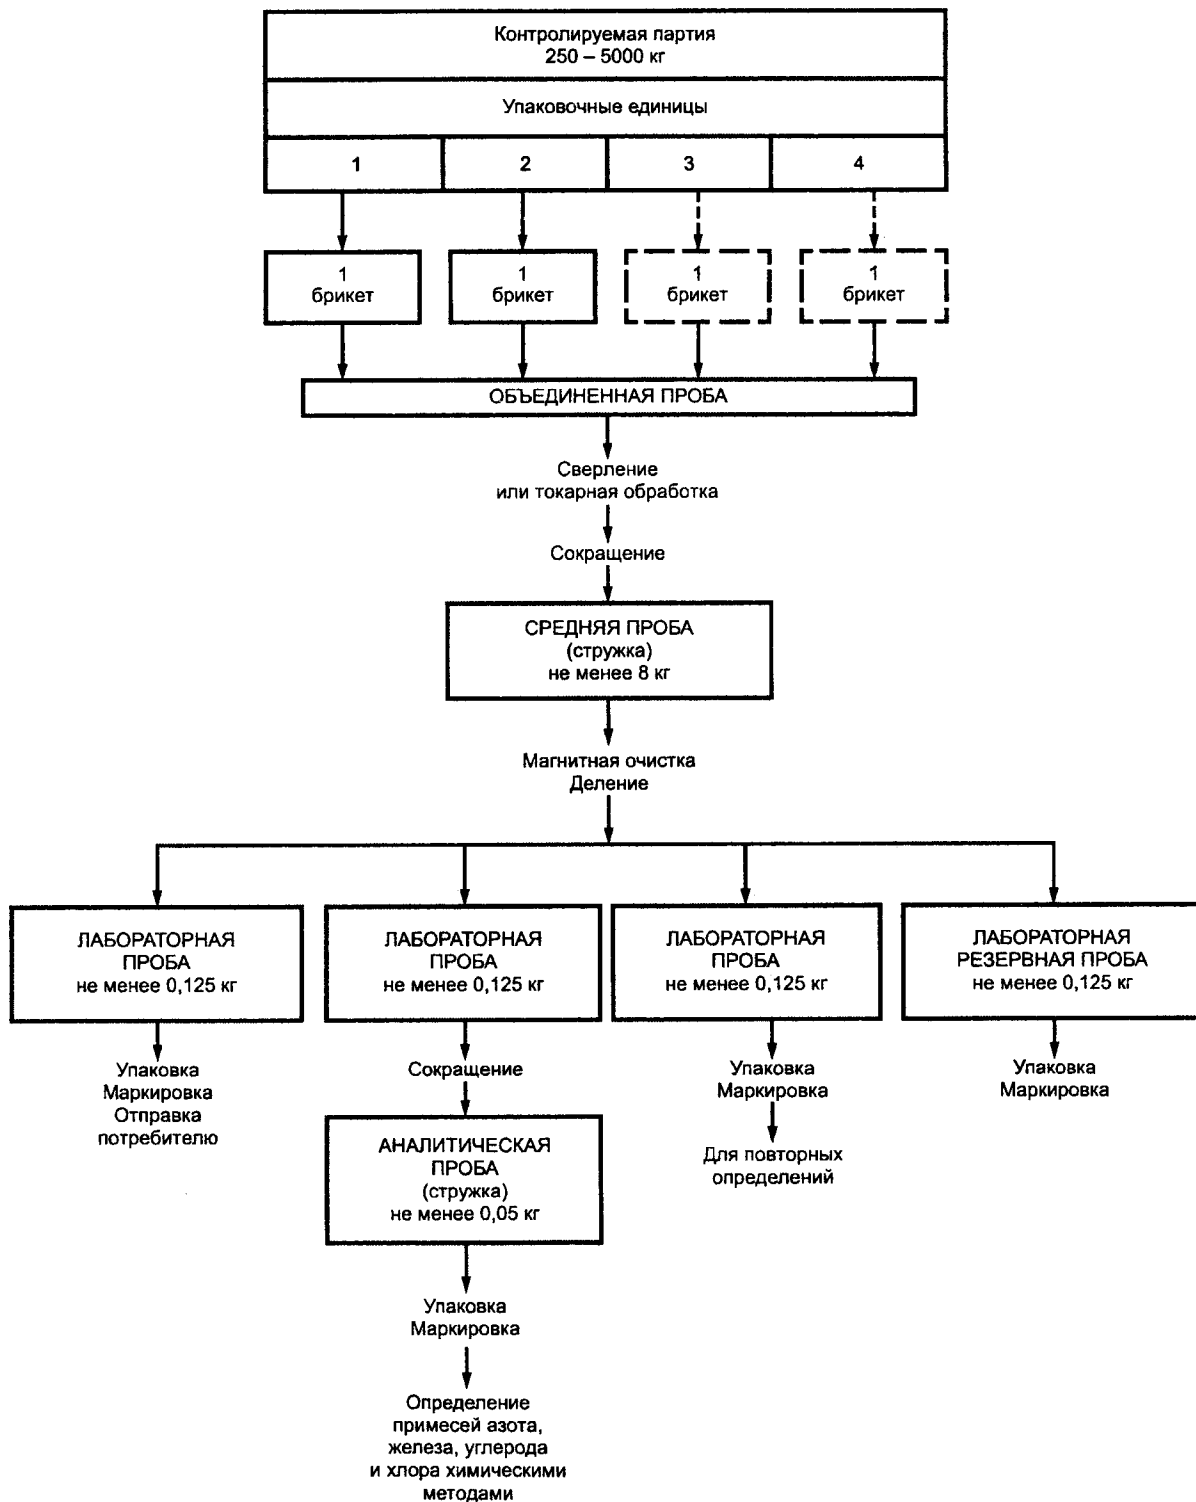 Контролируемая партия
250 – 5000 кг
Упаковочные единицы
1
2
3
4
1
брикет
1
брикет
1
брикет
1
брикет
ОБЪЕДИНЕННАЯ ПРОБА
Сверление
или токарная обработка
Сокращение
СРЕДНЯЯ ПРОБА
(стружка)
не менее 8 кг
Магнитная очистка
Деление
ЛАБОРАТОРНАЯ
ПРОБА
не менее 0,125 кг
ЛАБОРАТОРНАЯ
ПРОБА
не менее 0,125 кг
ЛАБОРАТОРНАЯ
ПРОБА
не менее 0,125 кг
ЛАБОРАТОРНАЯ
РЕЗЕРВНАЯ ПРОБА
не менее 0,125 кг
Упаковка
Маркировка
Отправка
потребителю
Сокращение
АНАЛИТИЧЕСКАЯ
ПРОБА
(стружка)
не менее 0,05 кг
Упаковка
Маркировка
Определение
примесей азота,
железа, углерода
и хлора химическими
методами
Упаковка
Маркировка
Для повторных
определений
Упаковка
Маркировка